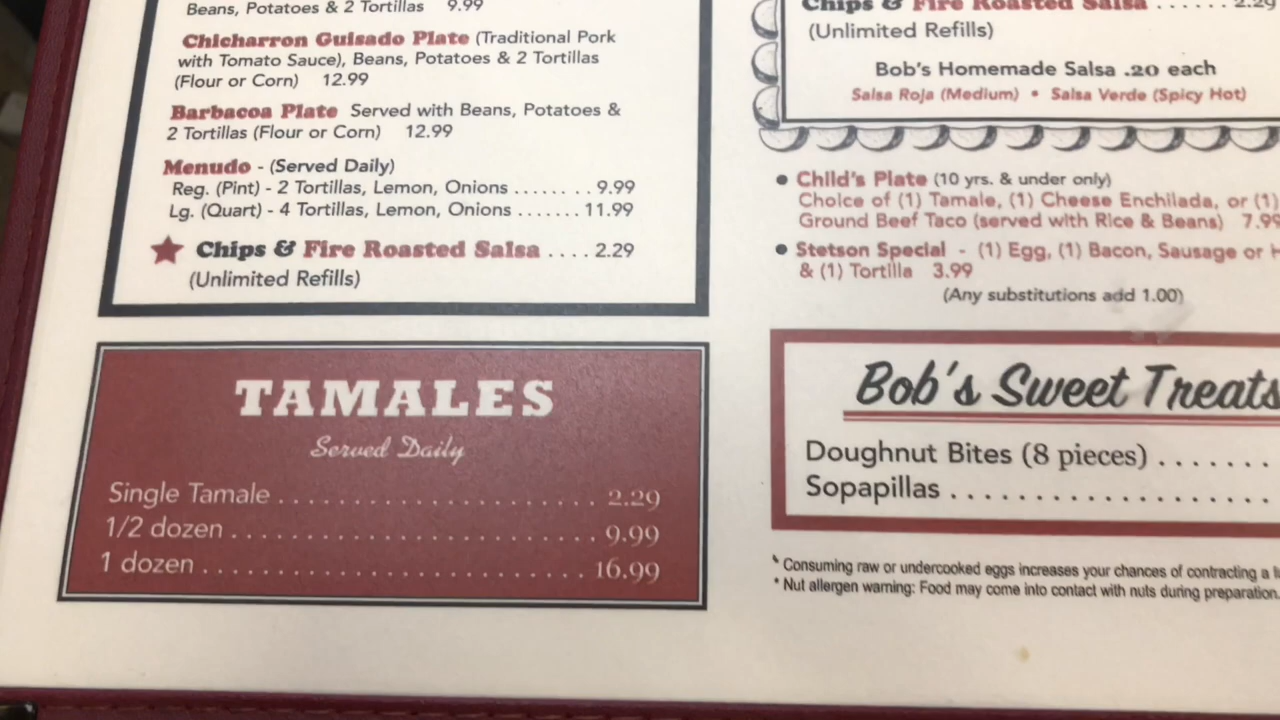 Beans, Potatoes & 2 Tortillas 9.99
Chicharron Guisado Plate (Traditional Pork
with Tomato Sauce), Beans, Potatoes & 2 Tortillas
(Flour or Corn) 12.99
Barbacoa Plate Served with Beans, Potatoes &
2 Tortillas (Flour or Corn) 12.99
Menudo - (Served Daily)
Reg. (Pint) - 2 Tortillas, Lemon, Onions ........ 9.99
Lg. (Quart) - 4 Tortillas, Lemon, Onions ....... 11.99
Chips & Fire Roasted Salsa .... 2.29
(Unlimited Refills)
TAMALES
Served Daily
Single Tamale ........................ 2.29
1/2 dozen ............................ 9.99
1 dozen ............................. 16.99
Chips & Fire Roasted Salsa ...... 2.29
(Unlimited Refills)
Bob's Homemade Salsa .20 each
Salsa Roja (Medium) • Salsa Verde (Spicy Hot)
• Child's Plate (10 yrs. & under only)
Choice of (1) Tamale, (1) Cheese Enchilada, or (1)
Ground Beef Taco (served with Rice & Beans) 7.99
• Stetson Special - (1) Egg, (1) Bacon, Sausage or
& (1) Tortilla 3.99
(Any substitutions add 1.00)
Bob's Sweet Treats
Doughnut Bites (8 pieces) .......
Sopapillas ....................
* Consuming raw or undercooked eggs increases your chances of contracting a
* Nut allergen warning: Food may come into contact with nuts during preparation.